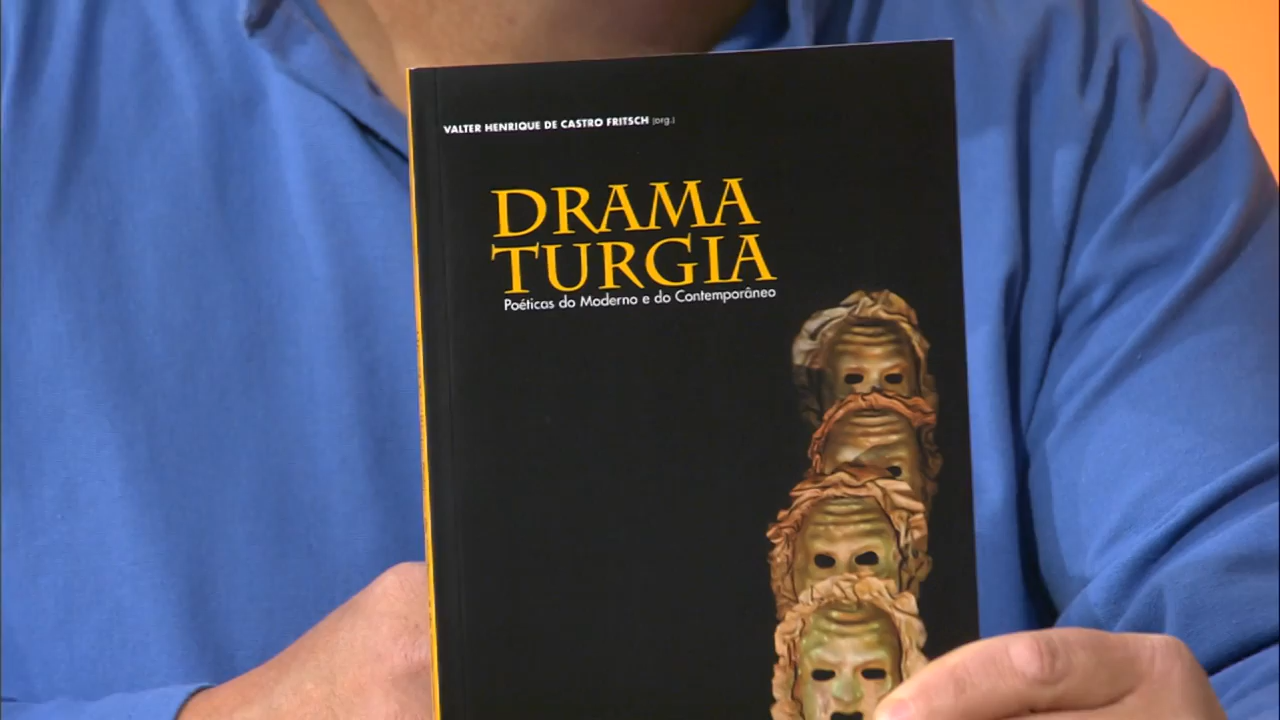 VALTER HENRIQUE DE CASTRO FRITSCH (org.)
DRAMA
TURGIA
Poéticas do Moderno e do Contemporâneo